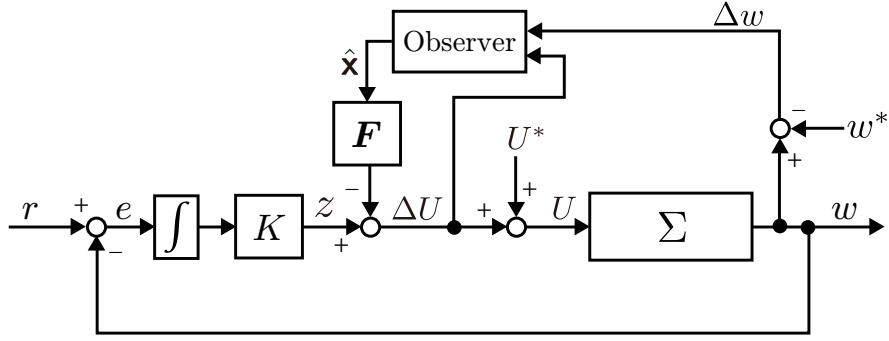 Δw
Observer
x̂
F
− w*
− U* +
r + e ∫ K z ΔU + + U Σ w
− +